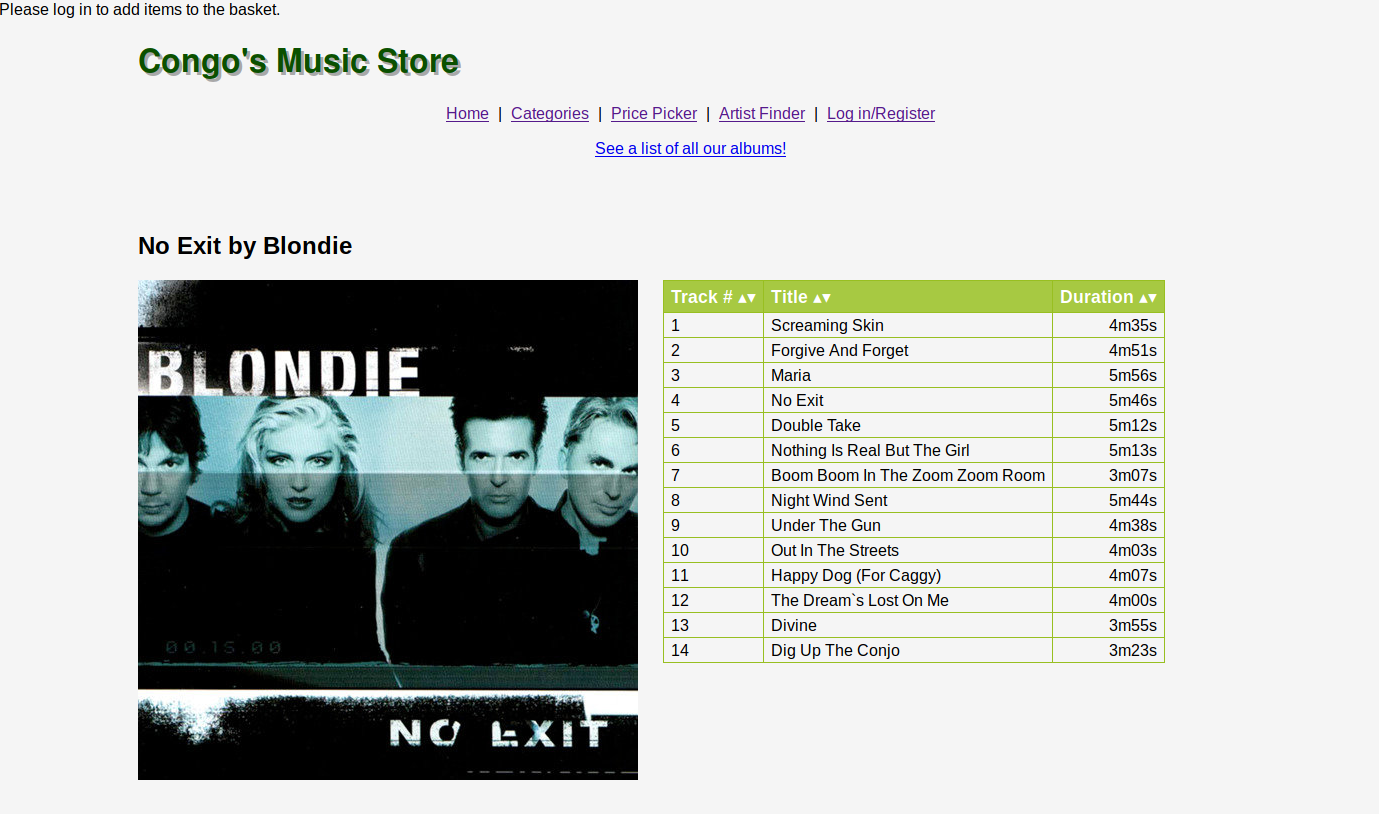 Please log in to add items to the basket.
Congo's Music Store
Home | Categories | Price Picker | Artist Finder | Log in/Register
See a list of all our albums!
No Exit by Blondie
BLONDIE
00.15.00
NO EXIT
Track # ▲▼ Title ▲▼ Duration ▲▼
1 Screaming Skin 4m35s
2 Forgive And Forget 4m51s
3 Maria 5m56s
4 No Exit 5m46s
5 Double Take 5m12s
6 Nothing Is Real But The Girl 5m13s
7 Boom Boom In The Zoom Zoom Room 3m07s
8 Night Wind Sent 5m44s
9 Under The Gun 4m38s
10 Out In The Streets 4m03s
11 Happy Dog (For Caggy) 4m07s
12 The Dream`s Lost On Me 4m00s
13 Divine 3m55s
14 Dig Up The Conjo 3m23s